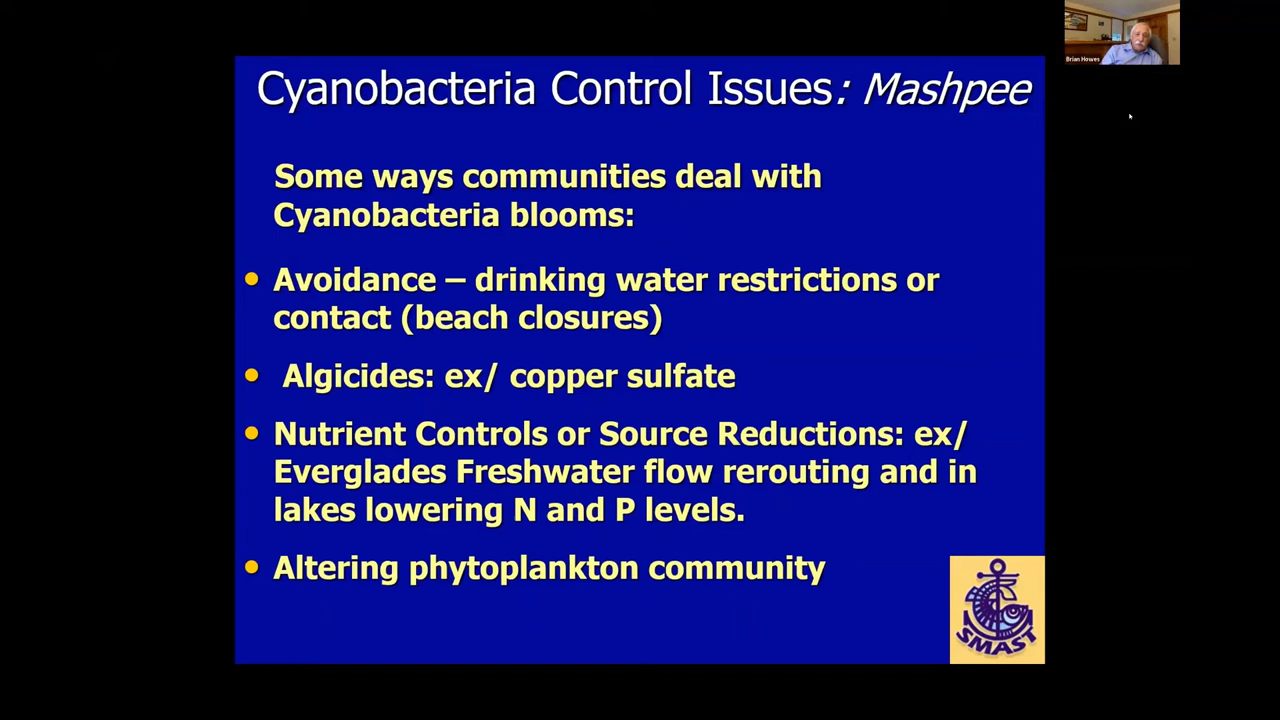 Brian Howes
Cyanobacteria Control Issues: Mashpee
Some ways communities deal with
Cyanobacteria blooms:
• Avoidance – drinking water restrictions or
contact (beach closures)
• Algicides: ex/ copper sulfate
• Nutrient Controls or Source Reductions: ex/
Everglades Freshwater flow rerouting and in
lakes lowering N and P levels.
• Altering phytoplankton community
SMAST